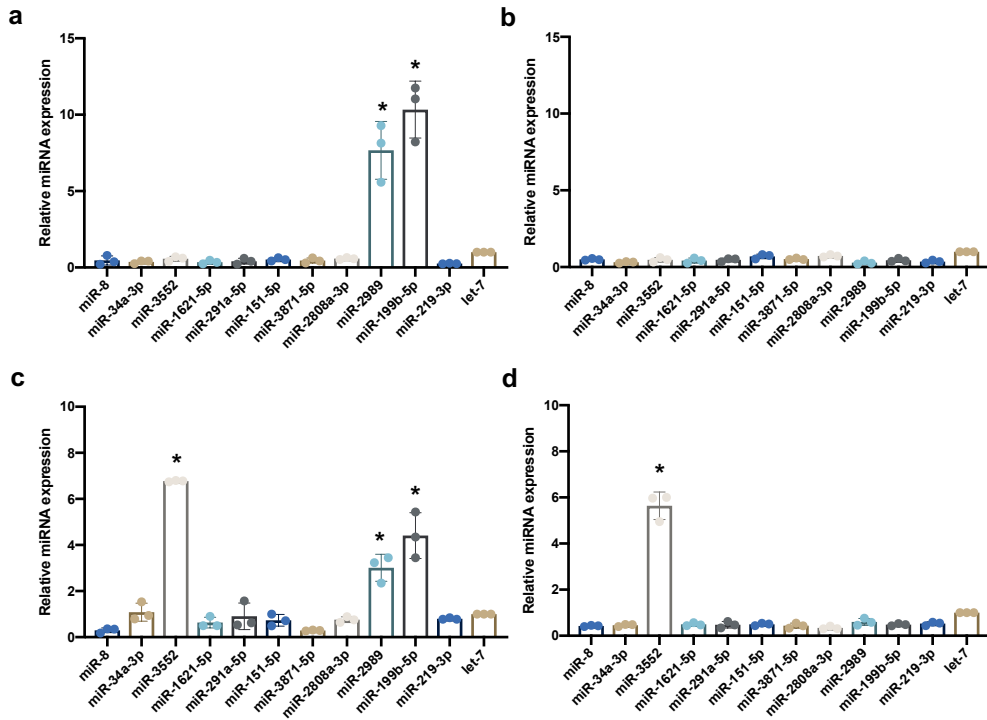 a
Relative miRNA expression
15
10
5
0
*
*
miR-8
miR-34a-3p
miR-3552
miR-1621-5p
miR-291a-5p
miR-151-5p
miR-3871-5p
miR-2808a-3p
miR-2989
miR-199b-5p
miR-219-3p
let-7
b
Relative miRNA expression
15
10
5
0
miR-8
miR-34a-3p
miR-3552
miR-1621-5p
miR-291a-5p
miR-151-5p
miR-3871-5p
miR-2808a-3p
miR-2989
miR-199b-5p
miR-219-3p
let-7
c
Relative miRNA expression
10
8
6
4
2
0
*
*
*
miR-8
miR-34a-3p
miR-3552
miR-1621-5p
miR-291a-5p
miR-151-5p
miR-3871-5p
miR-2808a-3p
miR-2989
miR-199b-5p
miR-219-3p
let-7
d
Relative miRNA expression
10
8
6
4
2
0
*
miR-8
miR-34a-3p
miR-3552
miR-1621-5p
miR-291a-5p
miR-151-5p
miR-3871-5p
miR-2808a-3p
miR-2989
miR-199b-5p
miR-219-3p
let-7